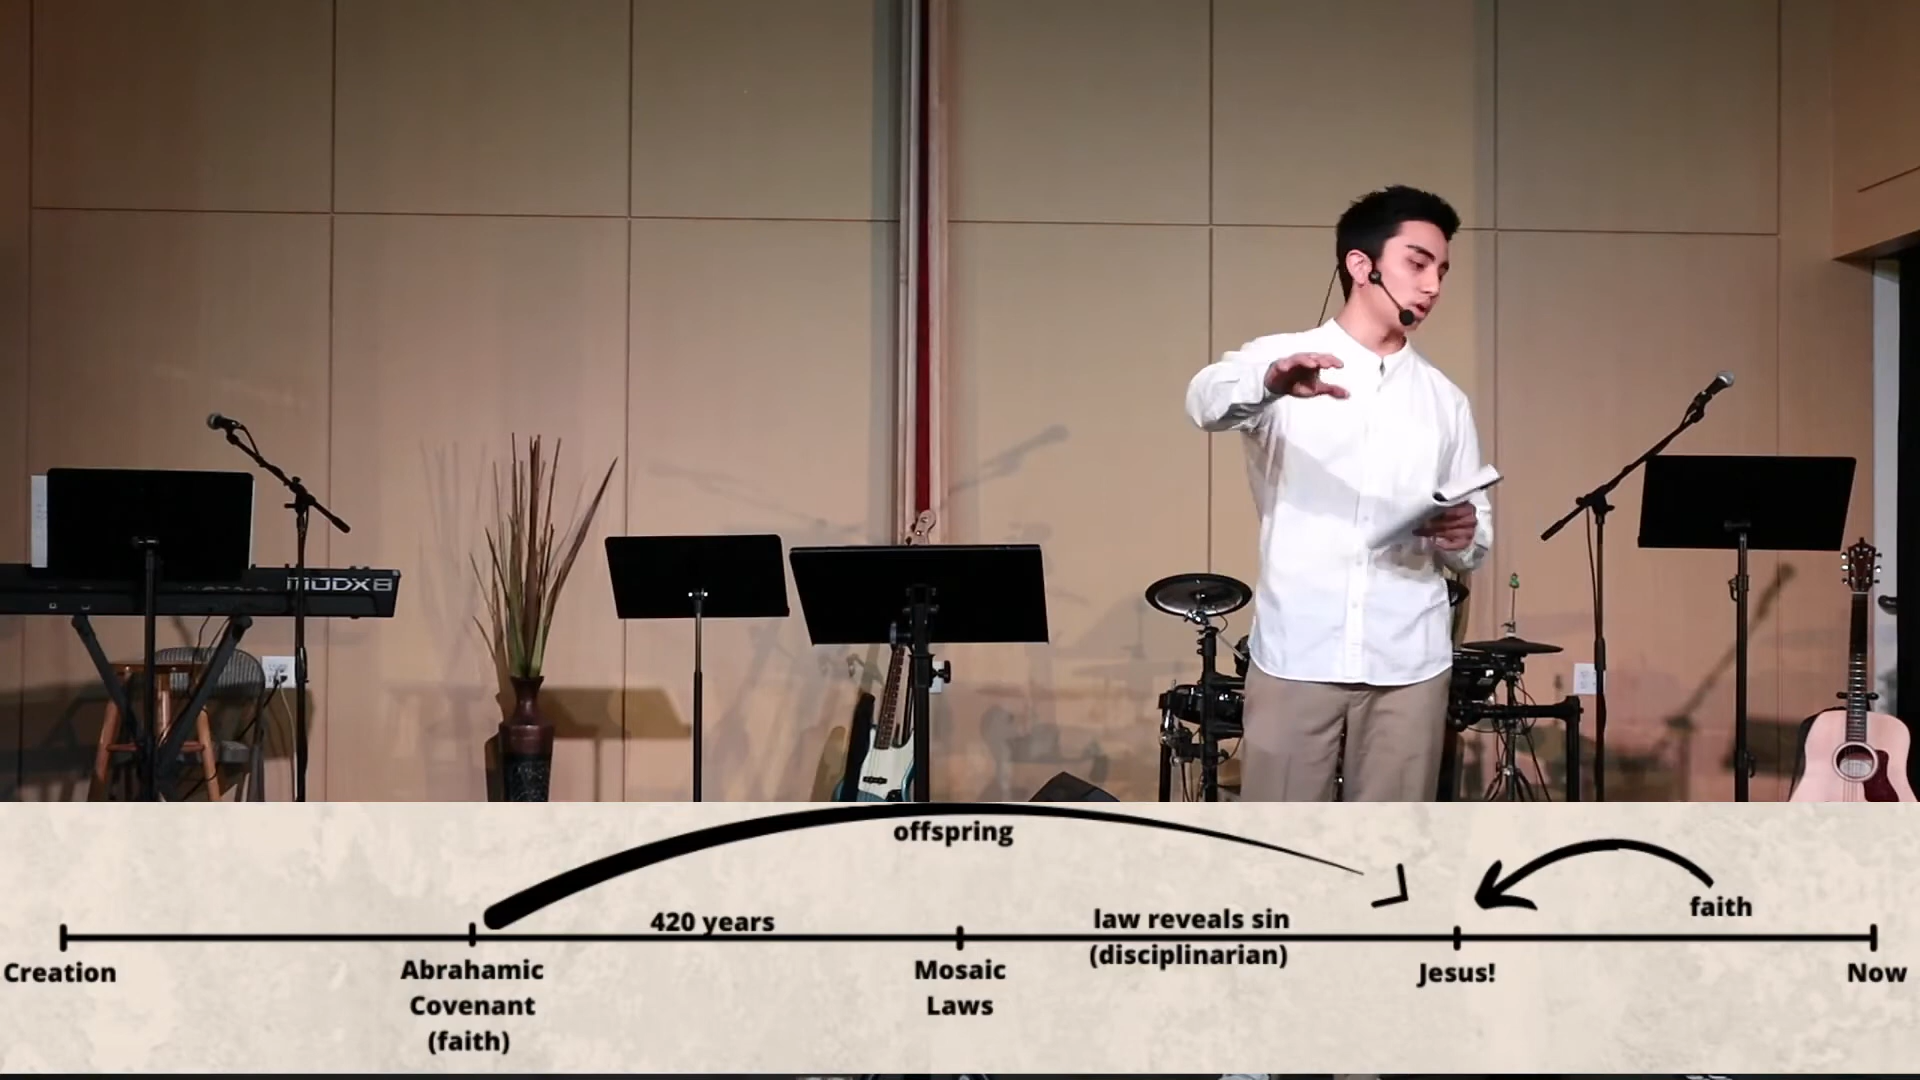 MODX8
offspring
420 years
law reveals sin
(disciplinarian)
faith
Creation
Abrahamic
Covenant
(faith)
Mosaic
Laws
Jesus!
Now